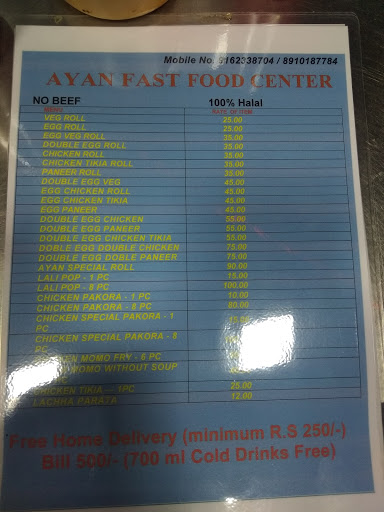 Mobile No. 9162338704 / 8910187784
AYAN FAST FOOD CENTER
NO BEEF 100% Halal
MENU RATE OF ITEM
VEG ROLL 25.00
EGG ROLL 25.00
EGG VEG ROLL 35.00
DOUBLE EGG ROLL 35.00
CHICKEN ROLL 35.00
CHICKEN TIKIA ROLL 35.00
PANEER ROLL 35.00
DOUBLE EGG VEG 45.00
EGG CHICKEN ROLL 45.00
EGG CHICKEN TIKIA 45.00
EGG PANEER 45.00
DOUBLE EGG CHICKEN 55.00
DOUBLE EGG PANEER 55.00
DOUBLE EGG CHICKEN TIKIA 55.00
DOBLE EGG DOUBLE CHICKEN 75.00
DOUBLE EGG DOBLE PANEER 75.00
AYAN SPECIAL ROLL 90.00
LALI POP - 1 PC 15.00
LALI POP - 8 PC 100.00
CHICKEN PAKORA - 1 PC 10.00
CHICKEN PAKORA - 8 PC 80.00
CHICKEN SPECIAL PAKORA - 1 PC
CHICKEN SPECIAL PAKORA - 8 PC
MOMO FRY - 6 PC
MOMO WITHOUT SOUP
CHICKEN TIKIA --- 1PC 25.00
LACHHA PARATA 12.00
Free Home Delivery (minimum R.S 250/-)
Bill 500/- (700 ml Cold Drinks Free)